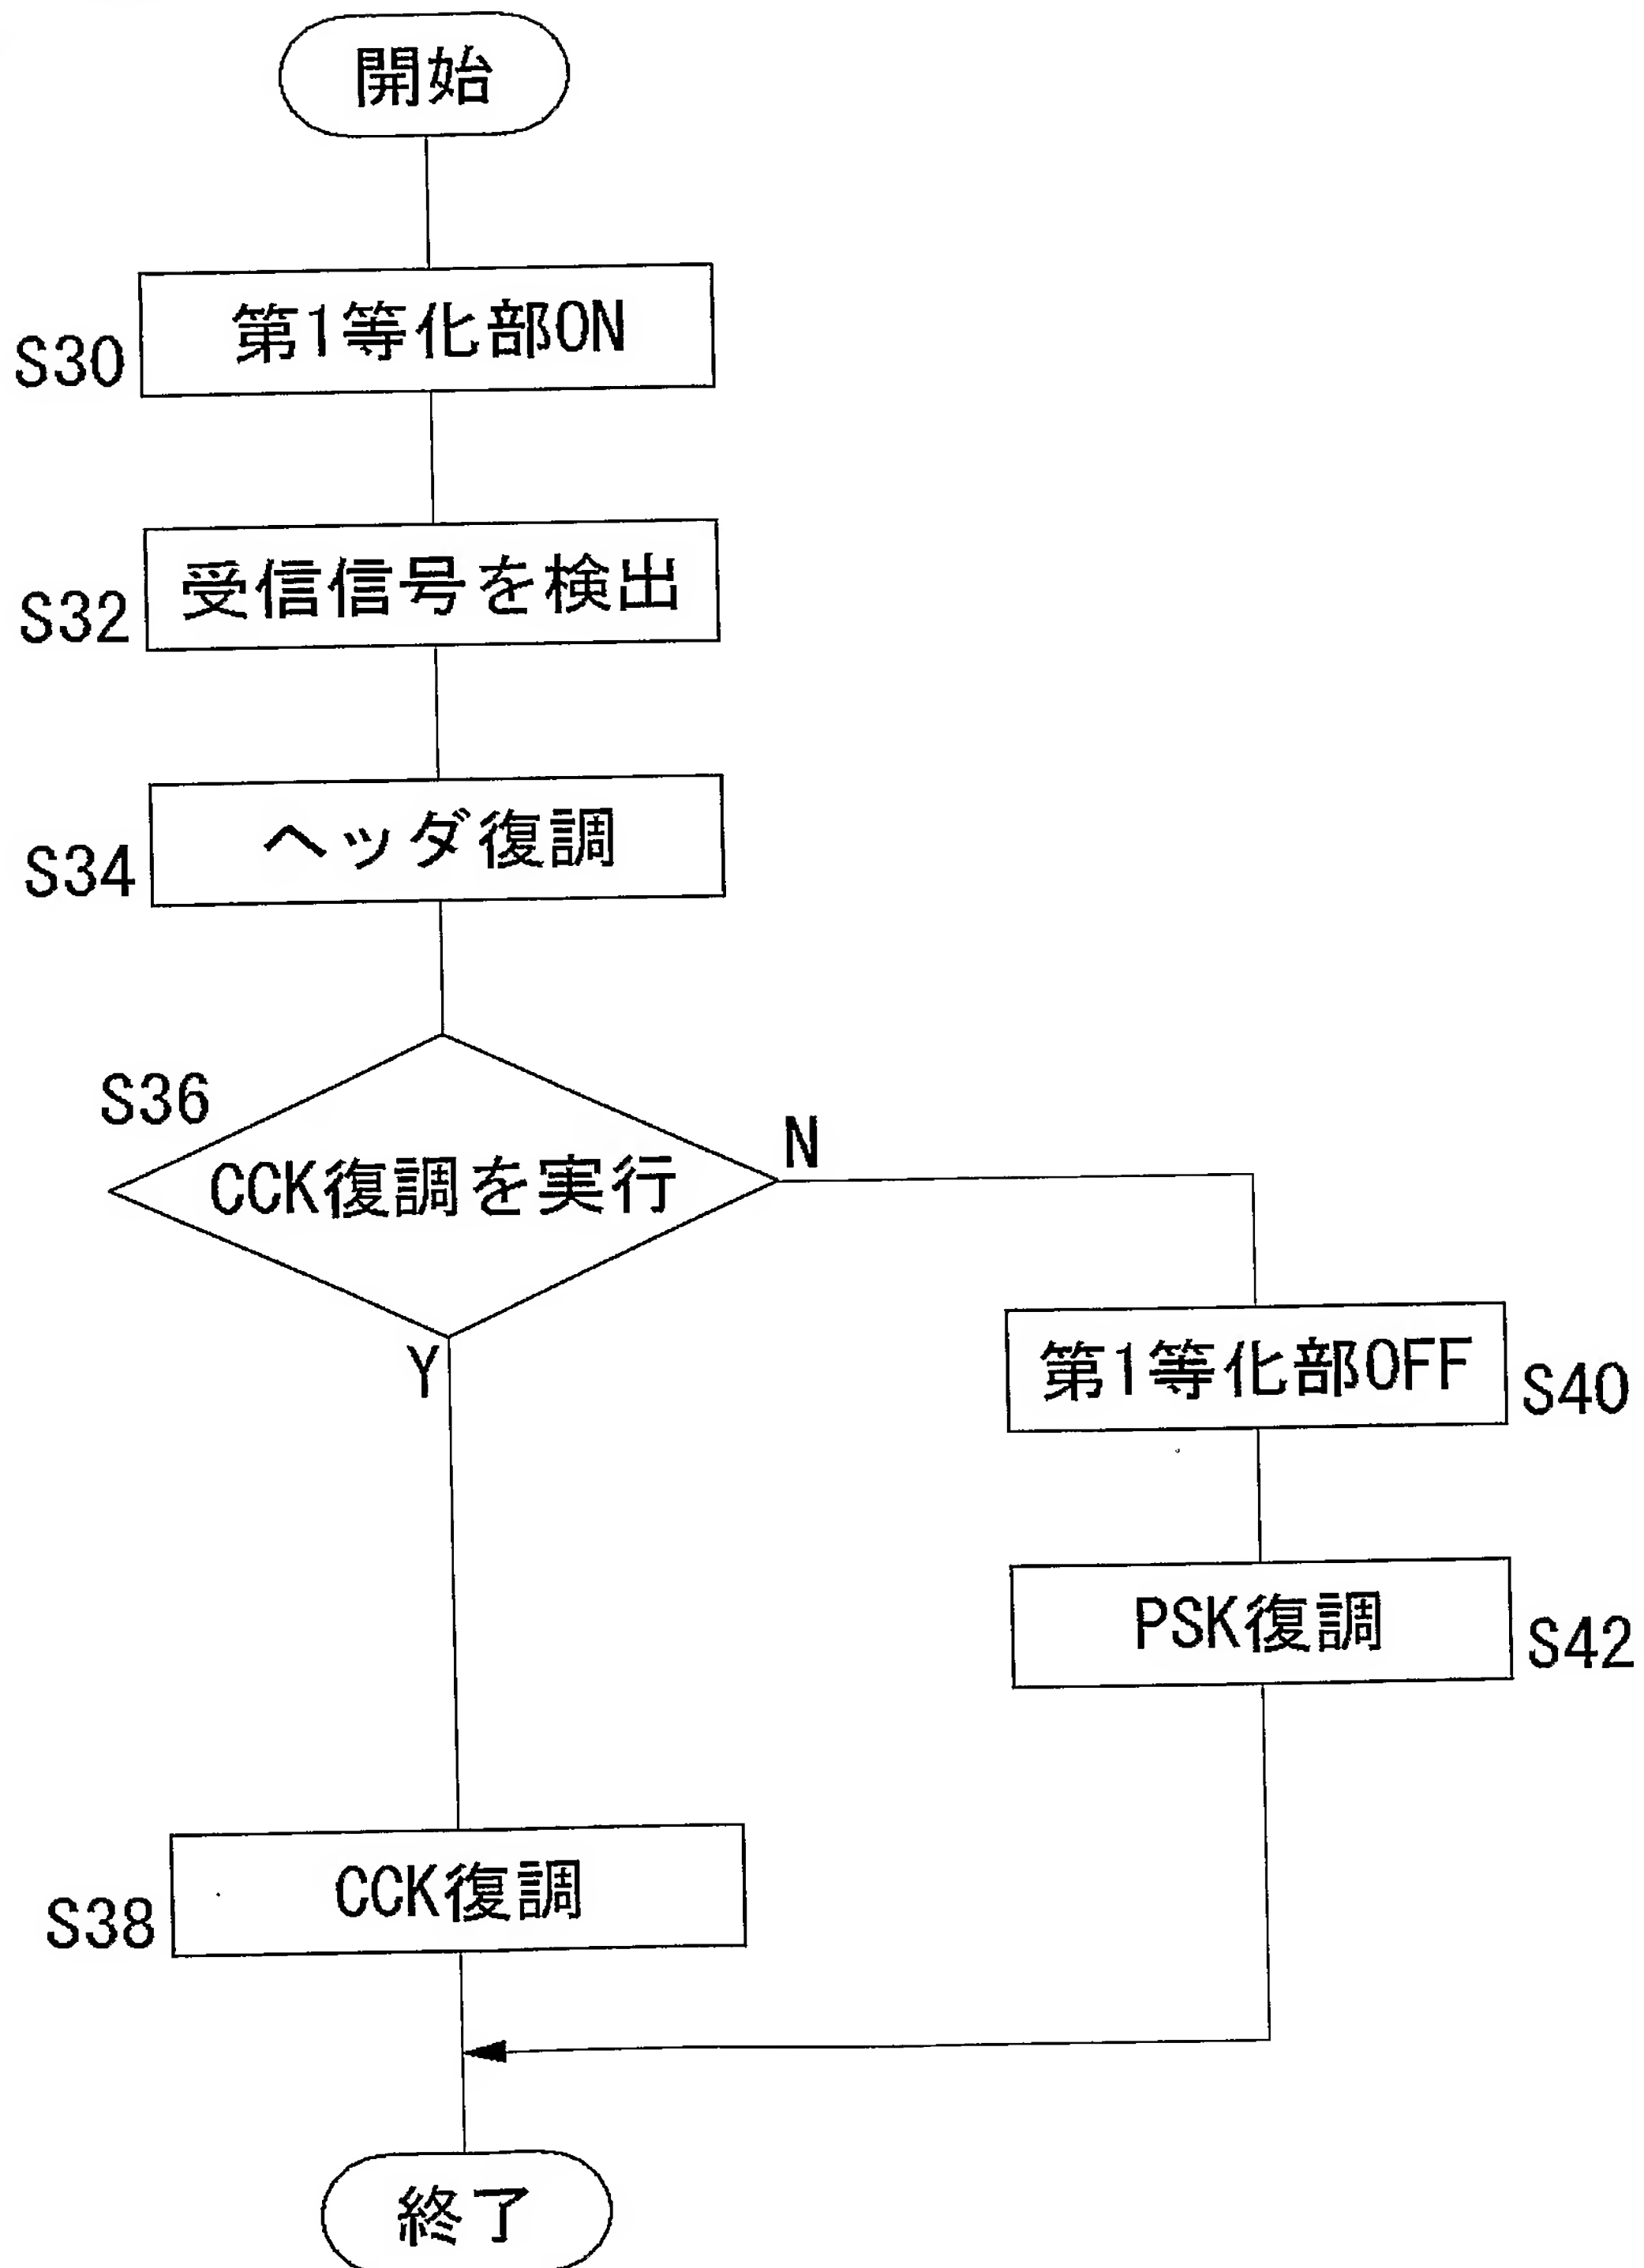 開始
S30
第1等化部ON
S32
受信信号を検出
S34
ヘッダ復調
S36
CCK復調を実行
N
Y
第1等化部OFF
S40
PSK復調
S42
S38
CCK復調
終了